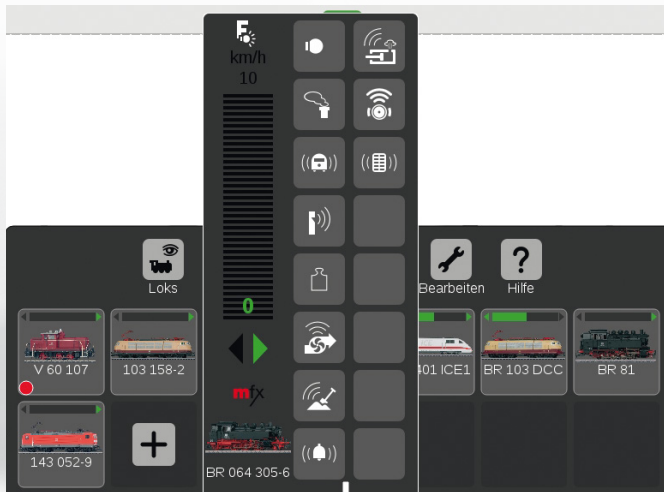 km/h
10
0
mfx
BR 064 305-6
Loks
Bearbeiten
Hilfe
V 60 107
103 158-2
401 ICE1
BR 103 DCC
BR 81
143 052-9